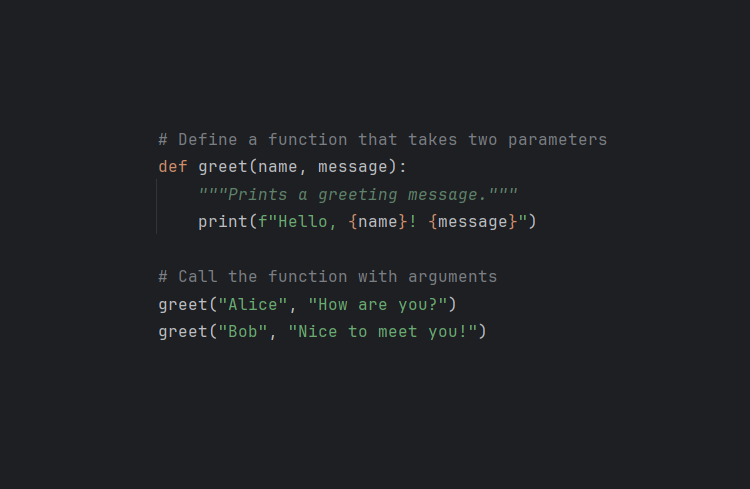 # Define a function that takes two parameters
def greet(name, message):
    """Prints a greeting message."""
    print(f"Hello, {name}! {message}")

# Call the function with arguments
greet("Alice", "How are you?")
greet("Bob", "Nice to meet you!")